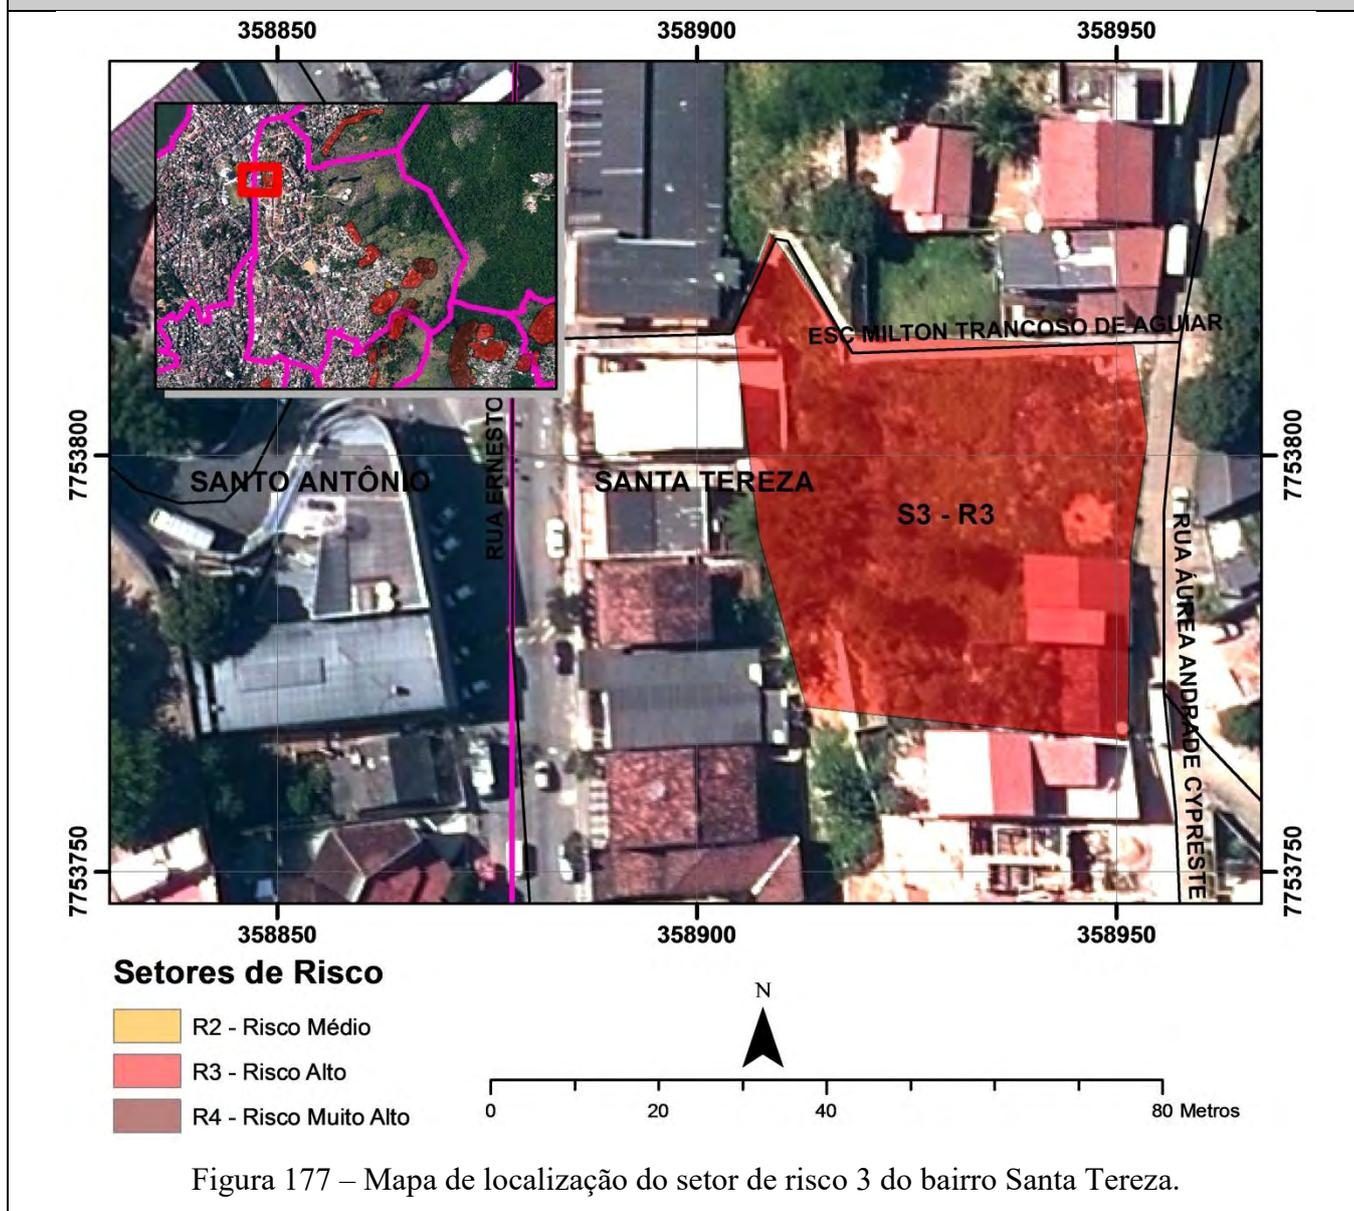 358850 358900 358950
ESC MILTON TRANCOSO DE AGUIAR
7753800
7753800
RUA ERNESTO
SANTO ANTÔNIO
SANTA TEREZA
S3 - R3
RUA ÁUREA ANDRADE CYPRESTE
7753750
7753750
358850 358900 358950
Setores de Risco
R2 - Risco Médio
R3 - Risco Alto
R4 - Risco Muito Alto
N
0 20 40 80 Metros
Figura 177 – Mapa de localização do setor de risco 3 do bairro Santa Tereza.